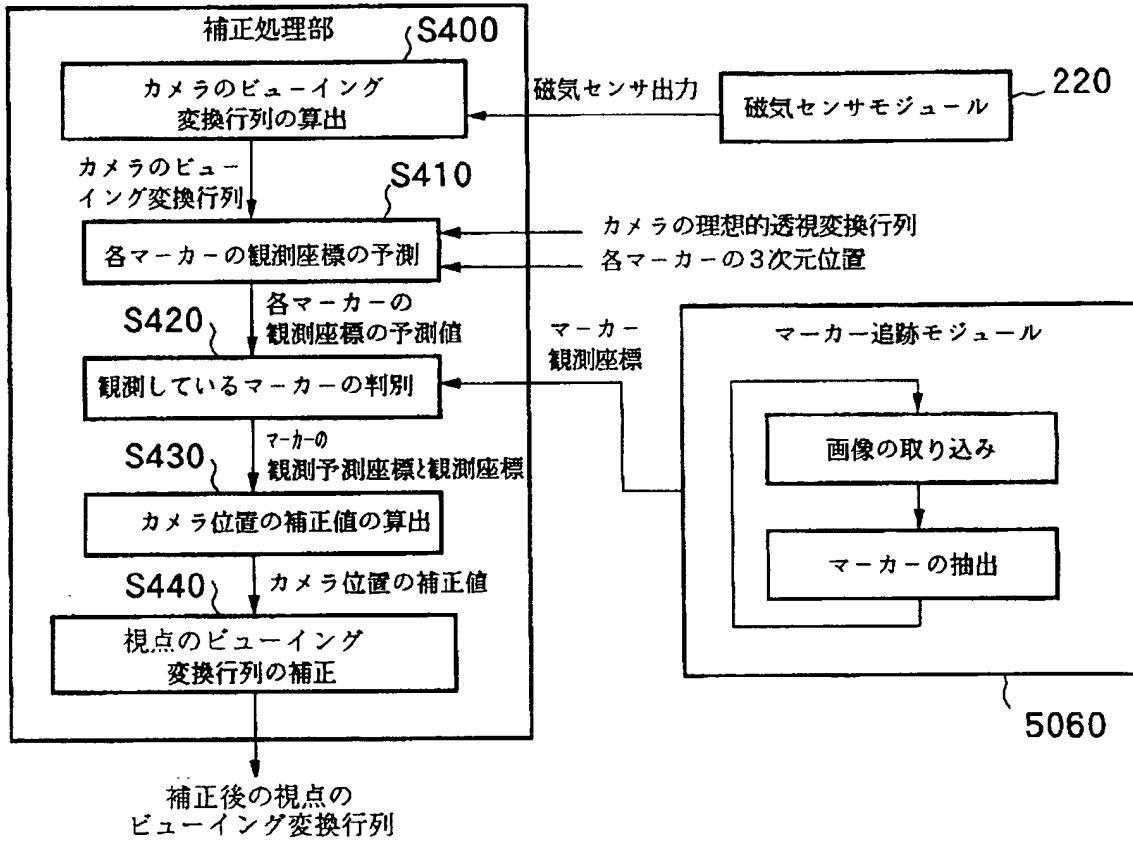 補正処理部
S400
カメラのビューイング
変換行列の算出
磁気センサ出力
磁気センサモジュール
220
カメラのビュー
イング変換行列
S410
各マーカーの観測座標の予測
カメラの理想的透視変換行列
各マーカーの3次元位置
各マーカーの
観測座標の予測値
S420
観測しているマーカーの判別
マーカー
観測座標
マーカー追跡モジュール
画像の取り込み
マーカーの抽出
5060
マーカーの
観測予測座標と観測座標
S430
カメラ位置の補正値の算出
カメラ位置の補正値
S440
視点のビューイング
変換行列の補正
補正後の視点の
ビューイング変換行列